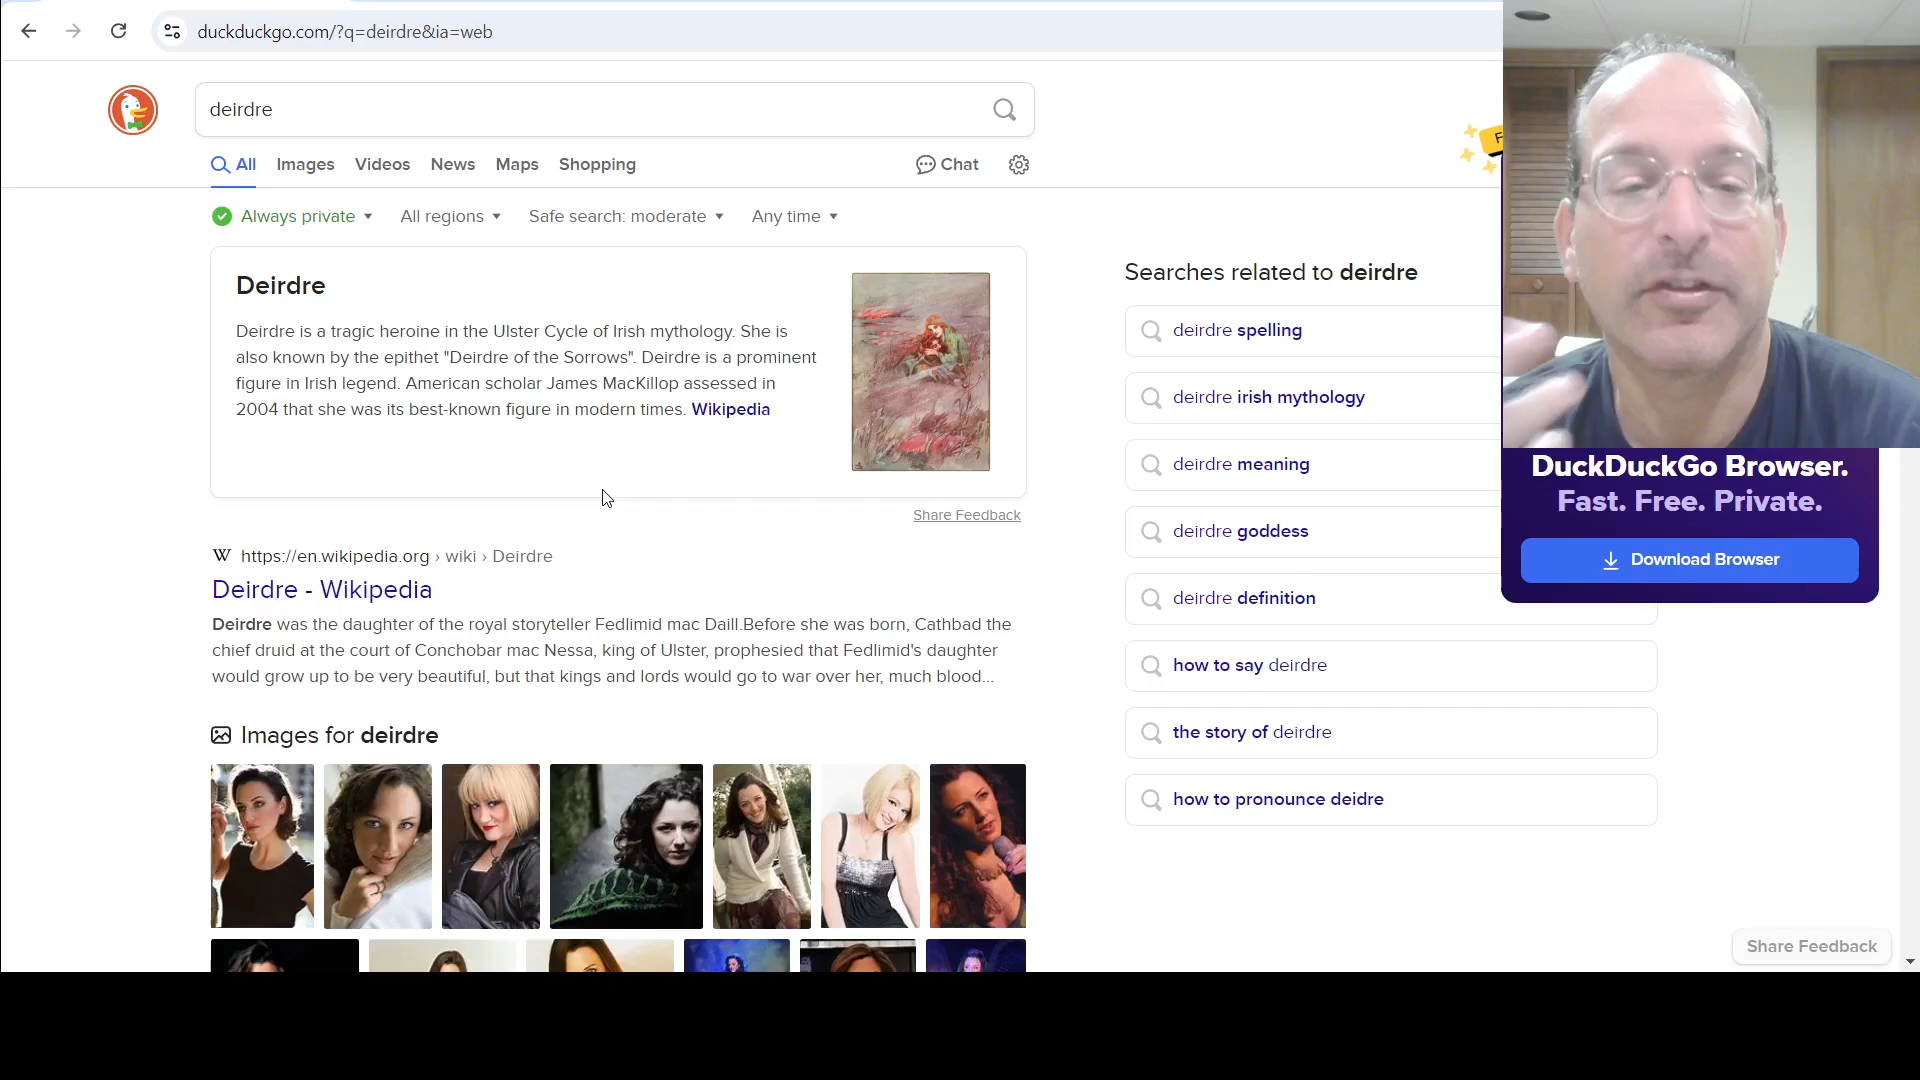 duckduckgo.com/?q=deirdre&ia=web
deirdre
All Images Videos News Maps Shopping Chat
Always private All regions Safe search: moderate Any time
Deirdre
Deirdre is a tragic heroine in the Ulster Cycle of Irish mythology. She is
also known by the epithet "Deirdre of the Sorrows". Deirdre is a prominent
figure in Irish legend. American scholar James MacKillop assessed in
2004 that she was its best-known figure in modern times. Wikipedia
Share Feedback
W https://en.wikipedia.org › wiki › Deirdre
Deirdre - Wikipedia
Deirdre was the daughter of the royal storyteller Fedlimid mac Daill.Before she was born, Cathbad the
chief druid at the court of Conchobar mac Nessa, king of Ulster, prophesied that Fedlimid's daughter
would grow up to be very beautiful, but that kings and lords would go to war over her, much blood...
Images for deirdre
Searches related to deirdre
deirdre spelling
deirdre irish mythology
deirdre meaning
deirdre goddess
deirdre definition
how to say deirdre
the story of deirdre
how to pronounce deidre
DuckDuckGo Browser.
Fast. Free. Private.
Download Browser
Share Feedback